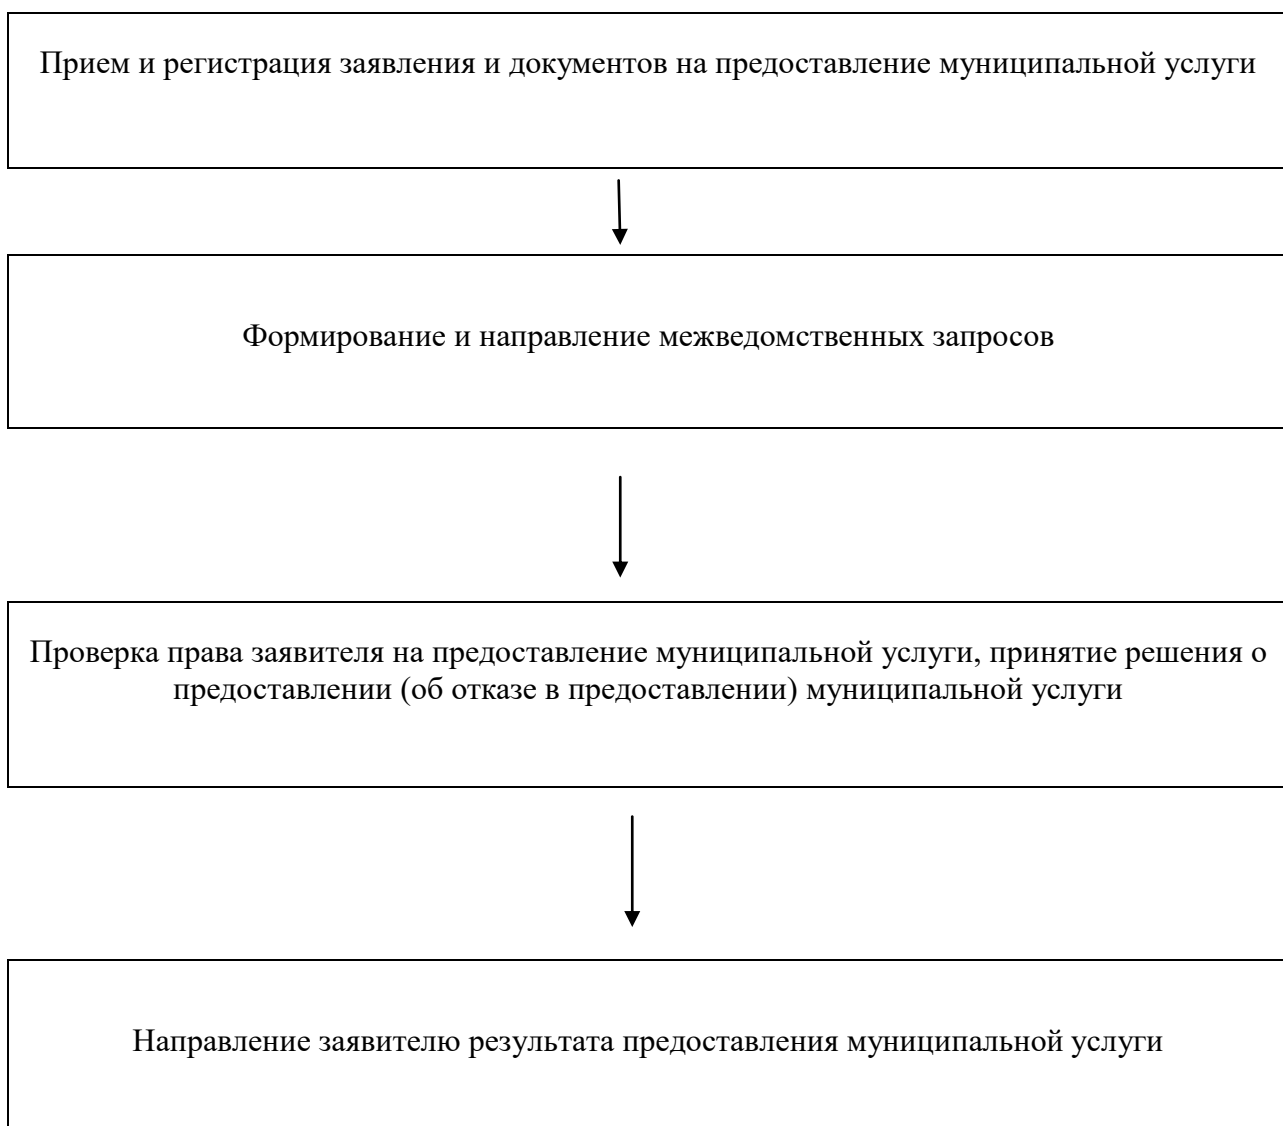 Прием и регистрация заявления и документов на предоставление муниципальной услуги
Формирование и направление межведомственных запросов
Проверка права заявителя на предоставление муниципальной услуги, принятие решения о
предоставлении (об отказе в предоставлении) муниципальной услуги
Направление заявителю результата предоставления муниципальной услуги